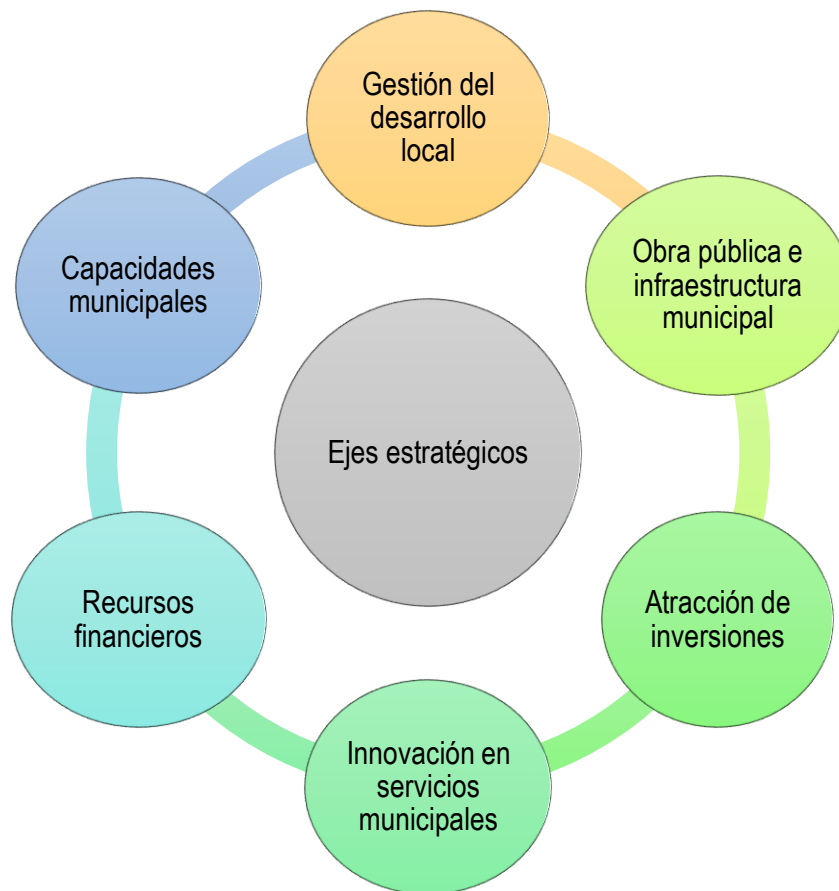 Gestión del
desarrollo
local
Obra pública e
infraestructura
municipal
Atracción de
inversiones
Innovación en
servicios
municipales
Recursos
financieros
Capacidades
municipales
Ejes estratégicos